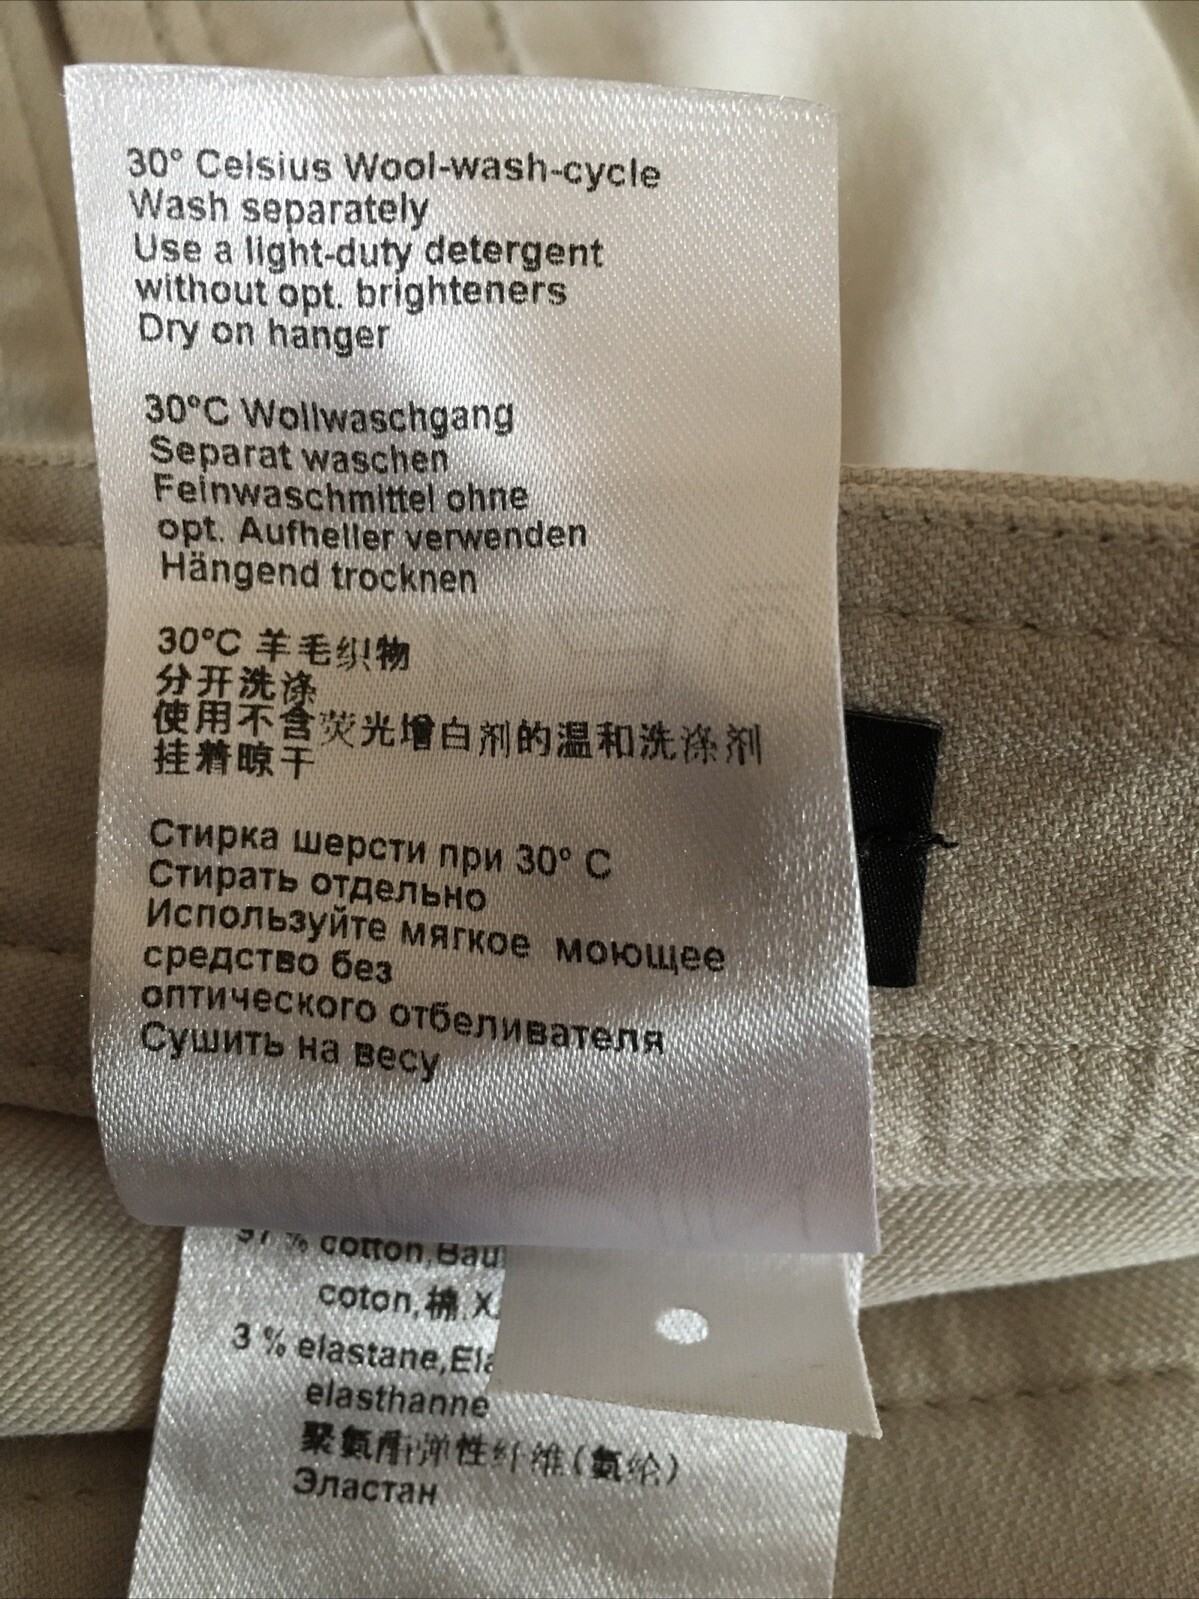 30° Celsius Wool-wash-cycle
Wash separately
Use a light-duty detergent
without opt. brighteners
Dry on hanger
30°C Wollwaschgang
Separat waschen
Feinwaschmittel ohne
opt. Aufheller verwenden
Hängend trocknen
30°C 羊毛织物
分开洗涤
使用不含荧光增白剂的温和洗涤剂
挂着晾干
Стирка шерсти при 30° C
Стирать отдельно
Используйте мягкое моющее
средство без
оптического отбеливателя
Сушить на весу
97 % cotton,Bau
coton,棉,Х
3 % elastane,Ela
elasthanne
聚氨酯弹性纤维(氨纶)
Эластан